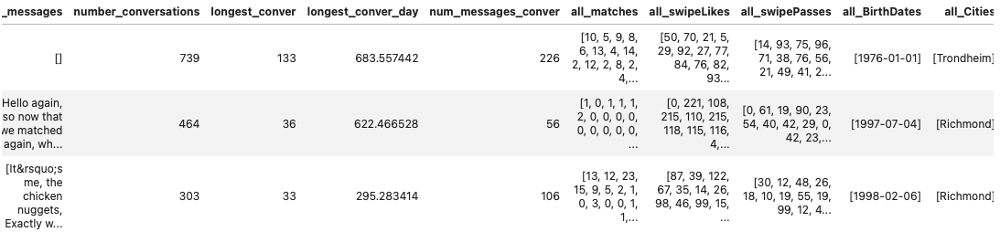 _messages number_conversations longest_conver longest_conver_day num_messages_conver all_matches all_swipeLikes all_swipePasses all_BirthDates all_Cities
[] 739 133 683.557442 226 [10, 5, 9, 8, 6, 13, 4, 14, 2, 12, 2, 8, 2, 4,... [50, 70, 21, 5, 29, 92, 27, 77, 84, 76, 82, 93... [14, 93, 75, 96, 71, 38, 76, 56, 21, 49, 41, 2... [1976-01-01] [Trondheim]
Hello again, so now that we matched again, wh... 464 36 622.466528 56 [1, 0, 1, 1, 1, 2, 0, 0, 0, 0, 0, 0, 0, 0, 0, ... [0, 221, 108, 215, 110, 215, 118, 115, 116, 4,... [0, 61, 19, 90, 23, 54, 40, 42, 29, 0, 42, 23,... [1997-07-04] [Richmond]
[It&rsquo;s me, the chicken nuggets, Exactly w... 303 33 295.283414 106 [13, 12, 23, 15, 9, 5, 2, 1, 0, 3, 0, 0, 1, 1,... [87, 39, 122, 67, 35, 14, 26, 98, 46, 99, 15, ... [30, 12, 48, 26, 18, 10, 19, 55, 19, 99, 12, 4... [1998-02-06] [Richmond]